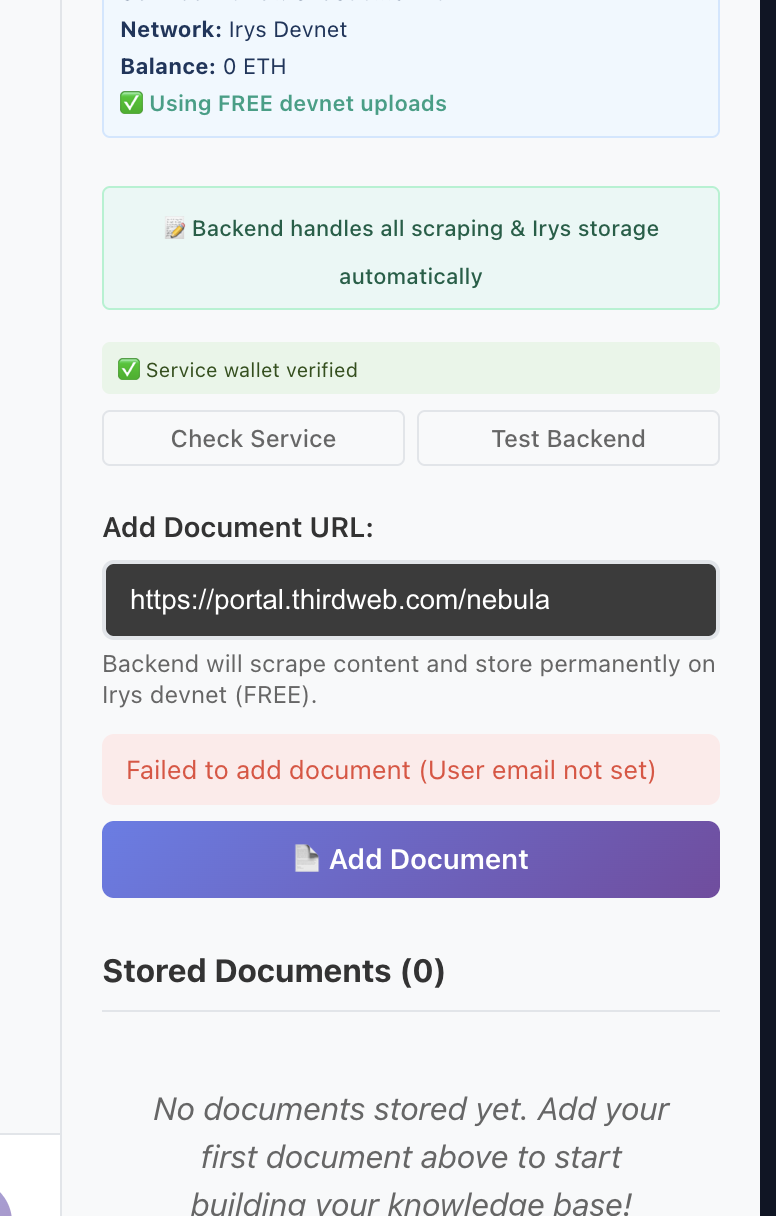 Network: Irys Devnet
Balance: 0 ETH
✅ Using FREE devnet uploads
📝 Backend handles all scraping & Irys storage
automatically
✅ Service wallet verified
Check Service
Test Backend
Add Document URL:
https://portal.thirdweb.com/nebula
Backend will scrape content and store permanently on
Irys devnet (FREE).
Failed to add document (User email not set)
📄 Add Document
Stored Documents (0)
No documents stored yet. Add your
first document above to start
building your knowledge base!